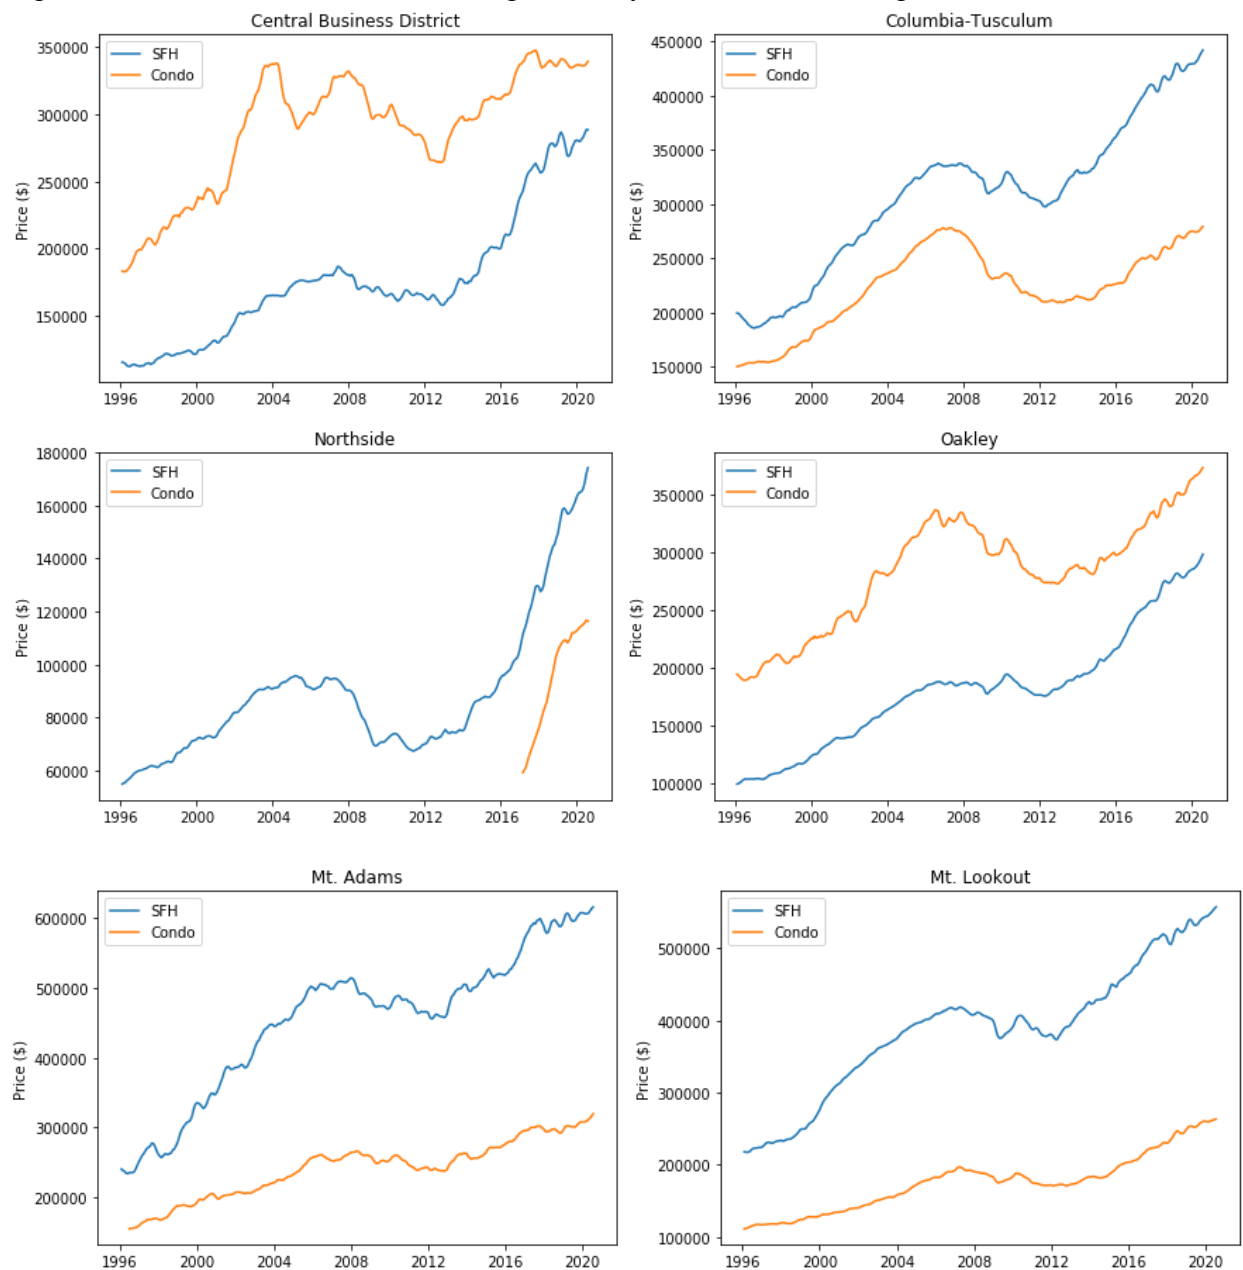 Central Business District
SFH
Condo
Price ($)
350000
300000
250000
200000
150000
1996 2000 2004 2008 2012 2016 2020
Columbia-Tusculum
SFH
Condo
Price ($)
450000
400000
350000
300000
250000
200000
150000
1996 2000 2004 2008 2012 2016 2020
Northside
SFH
Condo
Price ($)
180000
160000
140000
120000
100000
80000
60000
1996 2000 2004 2008 2012 2016 2020
Oakley
SFH
Condo
Price ($)
350000
300000
250000
200000
150000
100000
1996 2000 2004 2008 2012 2016 2020
Mt. Adams
SFH
Condo
Price ($)
600000
500000
400000
300000
200000
1996 2000 2004 2008 2012 2016 2020
Mt. Lookout
SFH
Condo
Price ($)
500000
400000
300000
200000
100000
1996 2000 2004 2008 2012 2016 2020